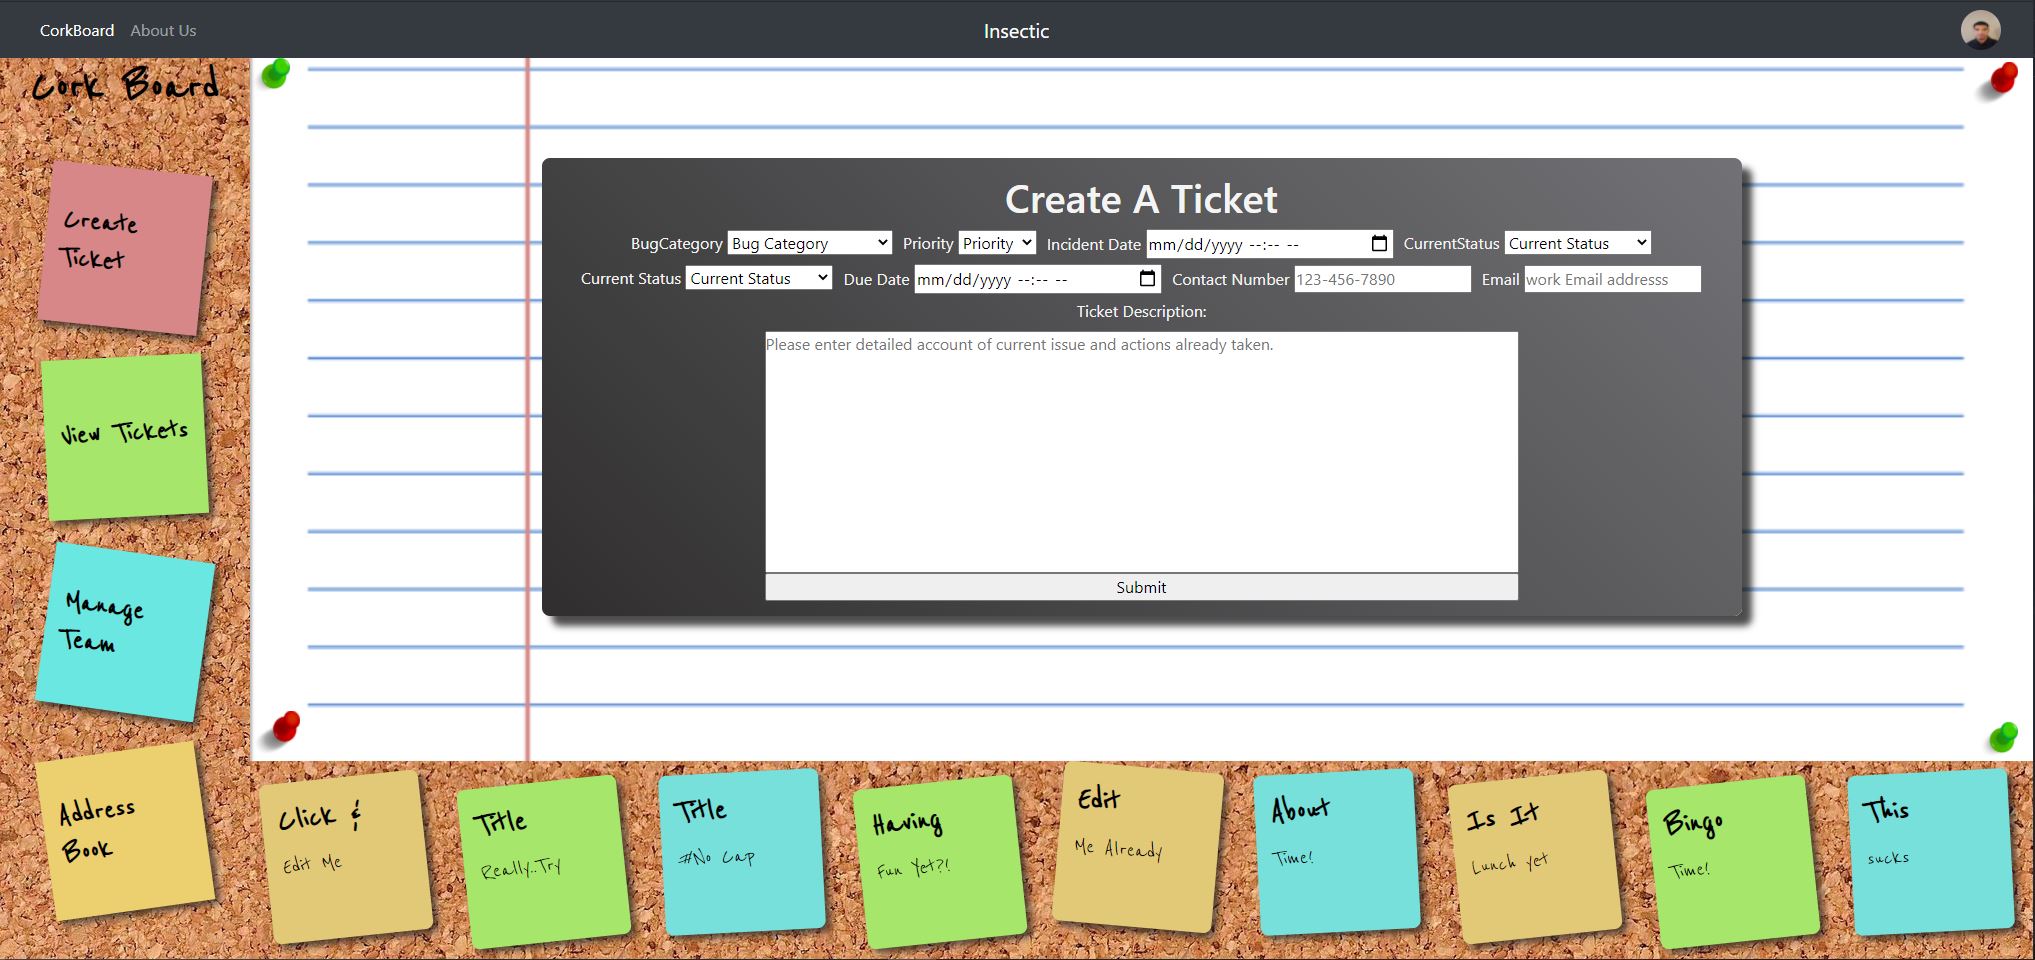 CorkBoard About Us Insectic
Cork Board
Create
Ticket
View Tickets
Manage
Team
Address
Book
Create A Ticket
BugCategory Bug Category Priority Priority Incident Date mm/dd/yyyy --:-- -- CurrentStatus Current Status
Current Status Current Status Due Date mm/dd/yyyy --:-- -- Contact Number 123-456-7890 Email work Email addresss
Ticket Description:
Please enter detailed account of current issue and actions already taken.
Submit
Click &
Edit Me
Title
Really..Try
Title
#No Cap
Having
Fun Yet?!
Edit
Me Already
About
Time!
Is It
Lunch yet
Bingo
Time!
This
sucks